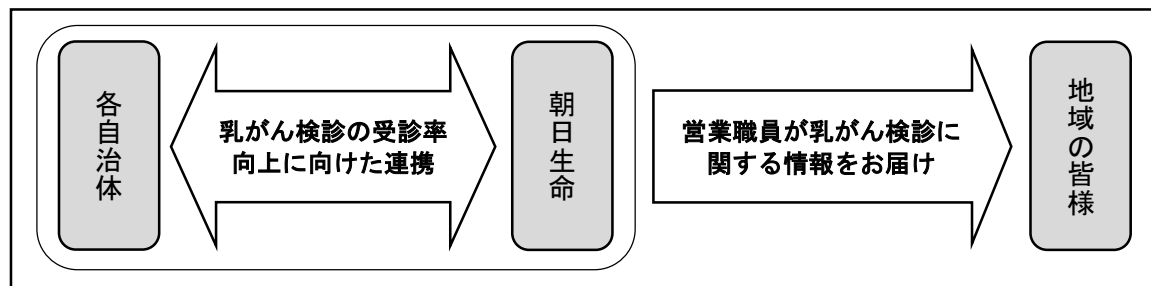 各自治体
乳がん検診の受診率
向上に向けた連携
朝日生命
営業職員が乳がん検診に
関する情報をお届け
地域の皆様